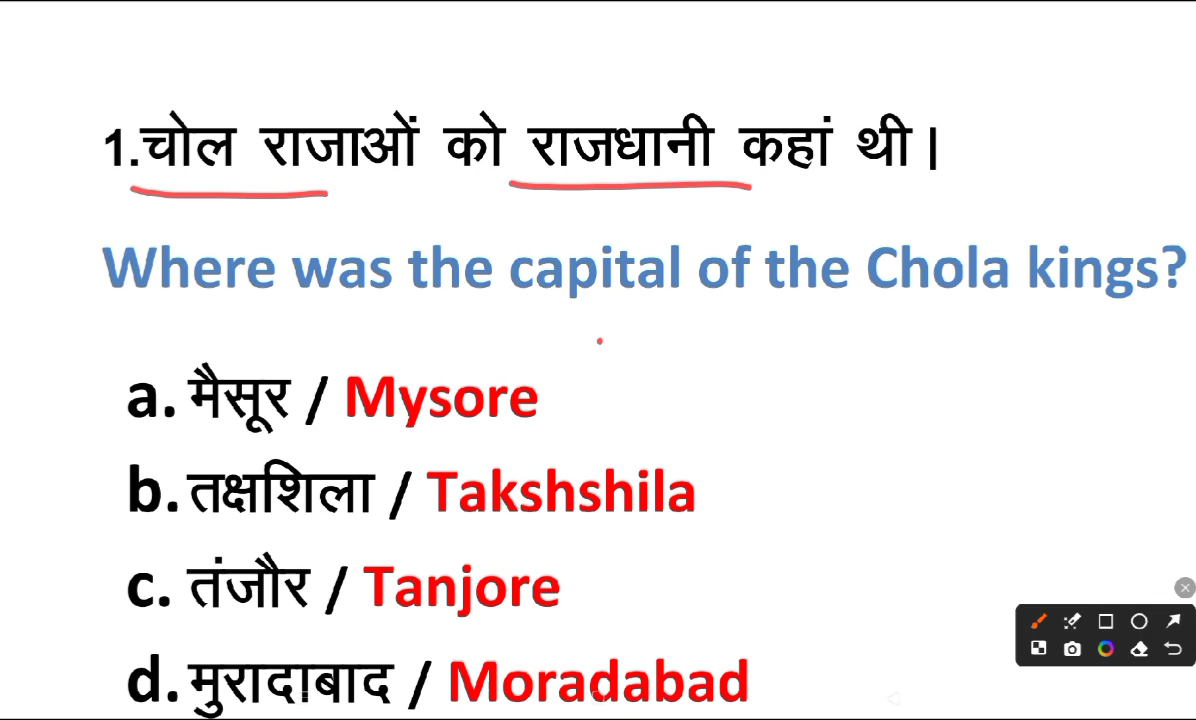 1.चोल राजाओं को राजधानी कहां थी।
Where was the capital of the Chola kings?
a. मैसूर / Mysore
b. तक्षशिला / Takshshila
c. तंजौर / Tanjore
d. मुरादाबाद / Moradabad